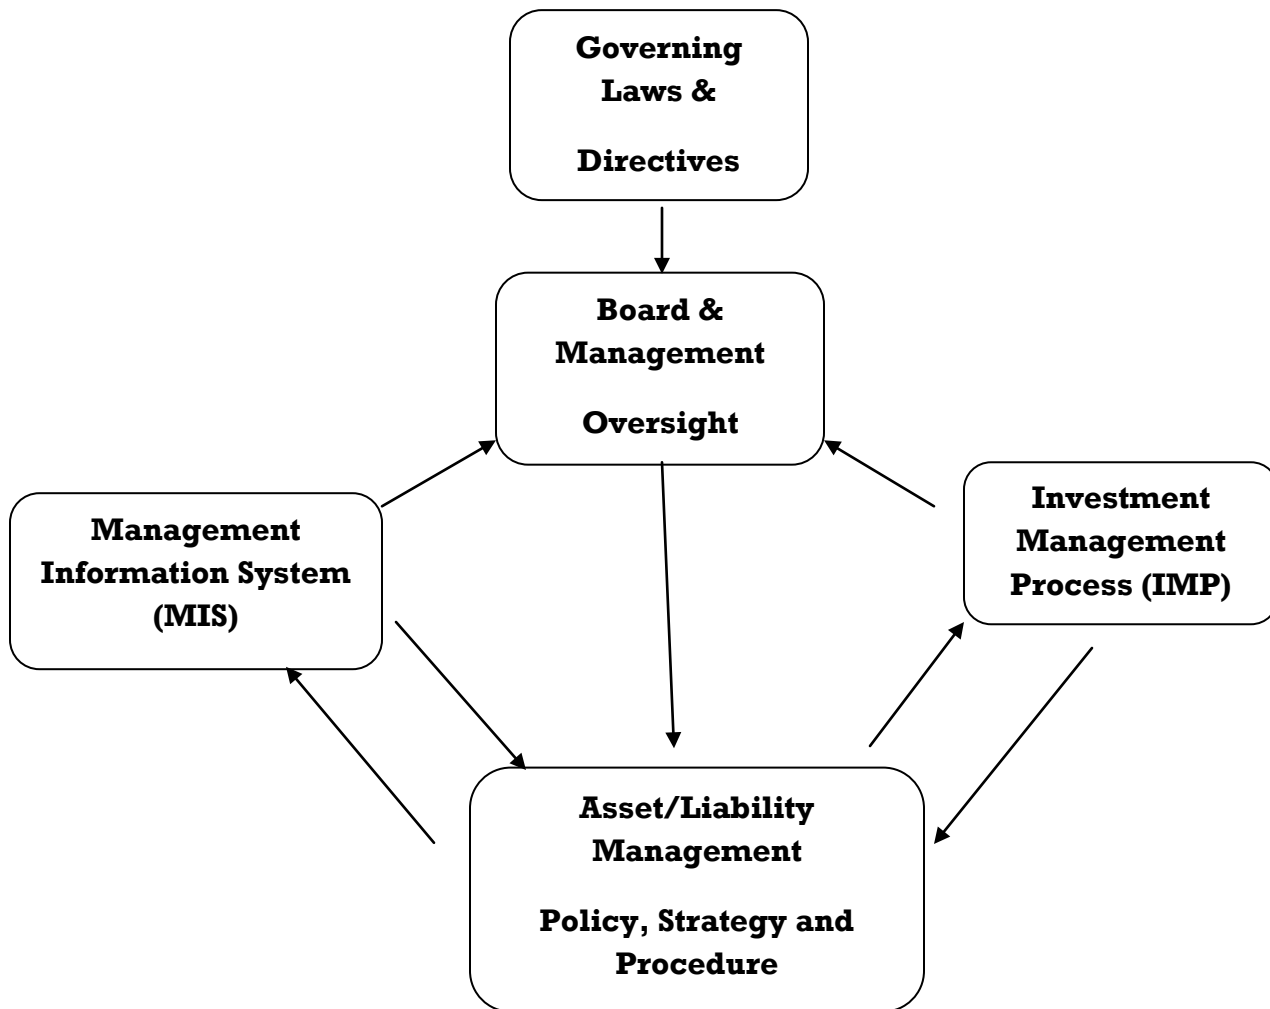 Governing
Laws &
Directives
Board &
Management
Oversight
Management
Information System
(MIS)
Investment
Management
Process (IMP)
Asset/Liability
Management
Policy, Strategy and
Procedure